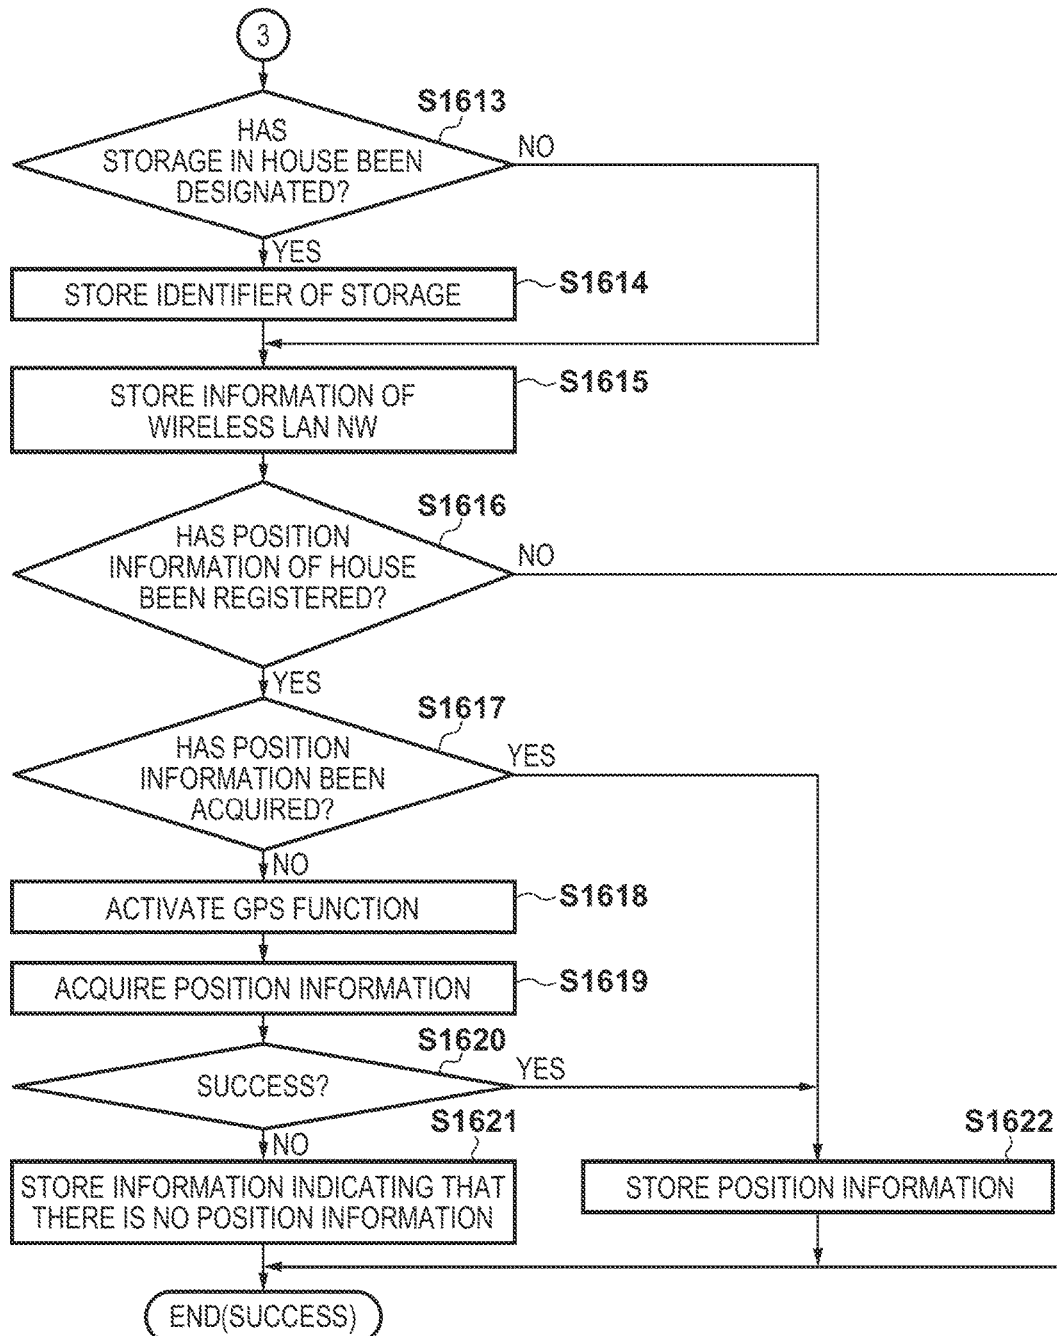 3
S1613
HAS
STORAGE IN HOUSE BEEN
DESIGNATED?
NO
YES
STORE IDENTIFIER OF STORAGE
S1614
S1615
STORE INFORMATION OF
WIRELESS LAN NW
S1616
HAS POSITION
INFORMATION OF HOUSE
BEEN REGISTERED?
NO
YES
S1617
HAS POSITION
INFORMATION BEEN
ACQUIRED?
YES
NO
ACTIVATE GPS FUNCTION
S1618
ACQUIRE POSITION INFORMATION
S1619
S1620
SUCCESS?
YES
NO
S1621
STORE INFORMATION INDICATING THAT
THERE IS NO POSITION INFORMATION
S1622
STORE POSITION INFORMATION
END(SUCCESS)